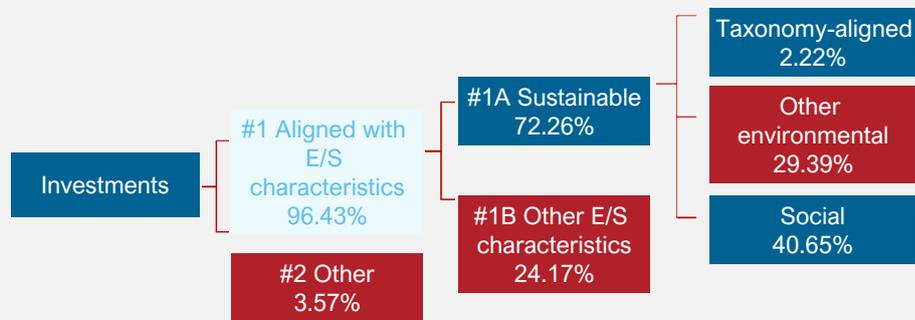 Investments
#1 Aligned with
E/S
characteristics
96.43%
#2 Other
3.57%
#1A Sustainable
72.26%
#1B Other E/S
characteristics
24.17%
Taxonomy-aligned
2.22%
Other
environmental
29.39%
Social
40.65%